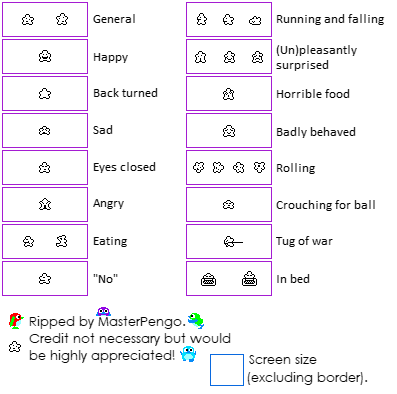 General
Happy
Back turned
Sad
Eyes closed
Angry
Eating
"No"
Running and falling
(Un)pleasantly
surprised
Horrible food
Badly behaved
Rolling
Crouching for ball
Tug of war
In bed
Ripped by MasterPengo.
Credit not necessary but would
be highly appreciated!
Screen size
(excluding border).